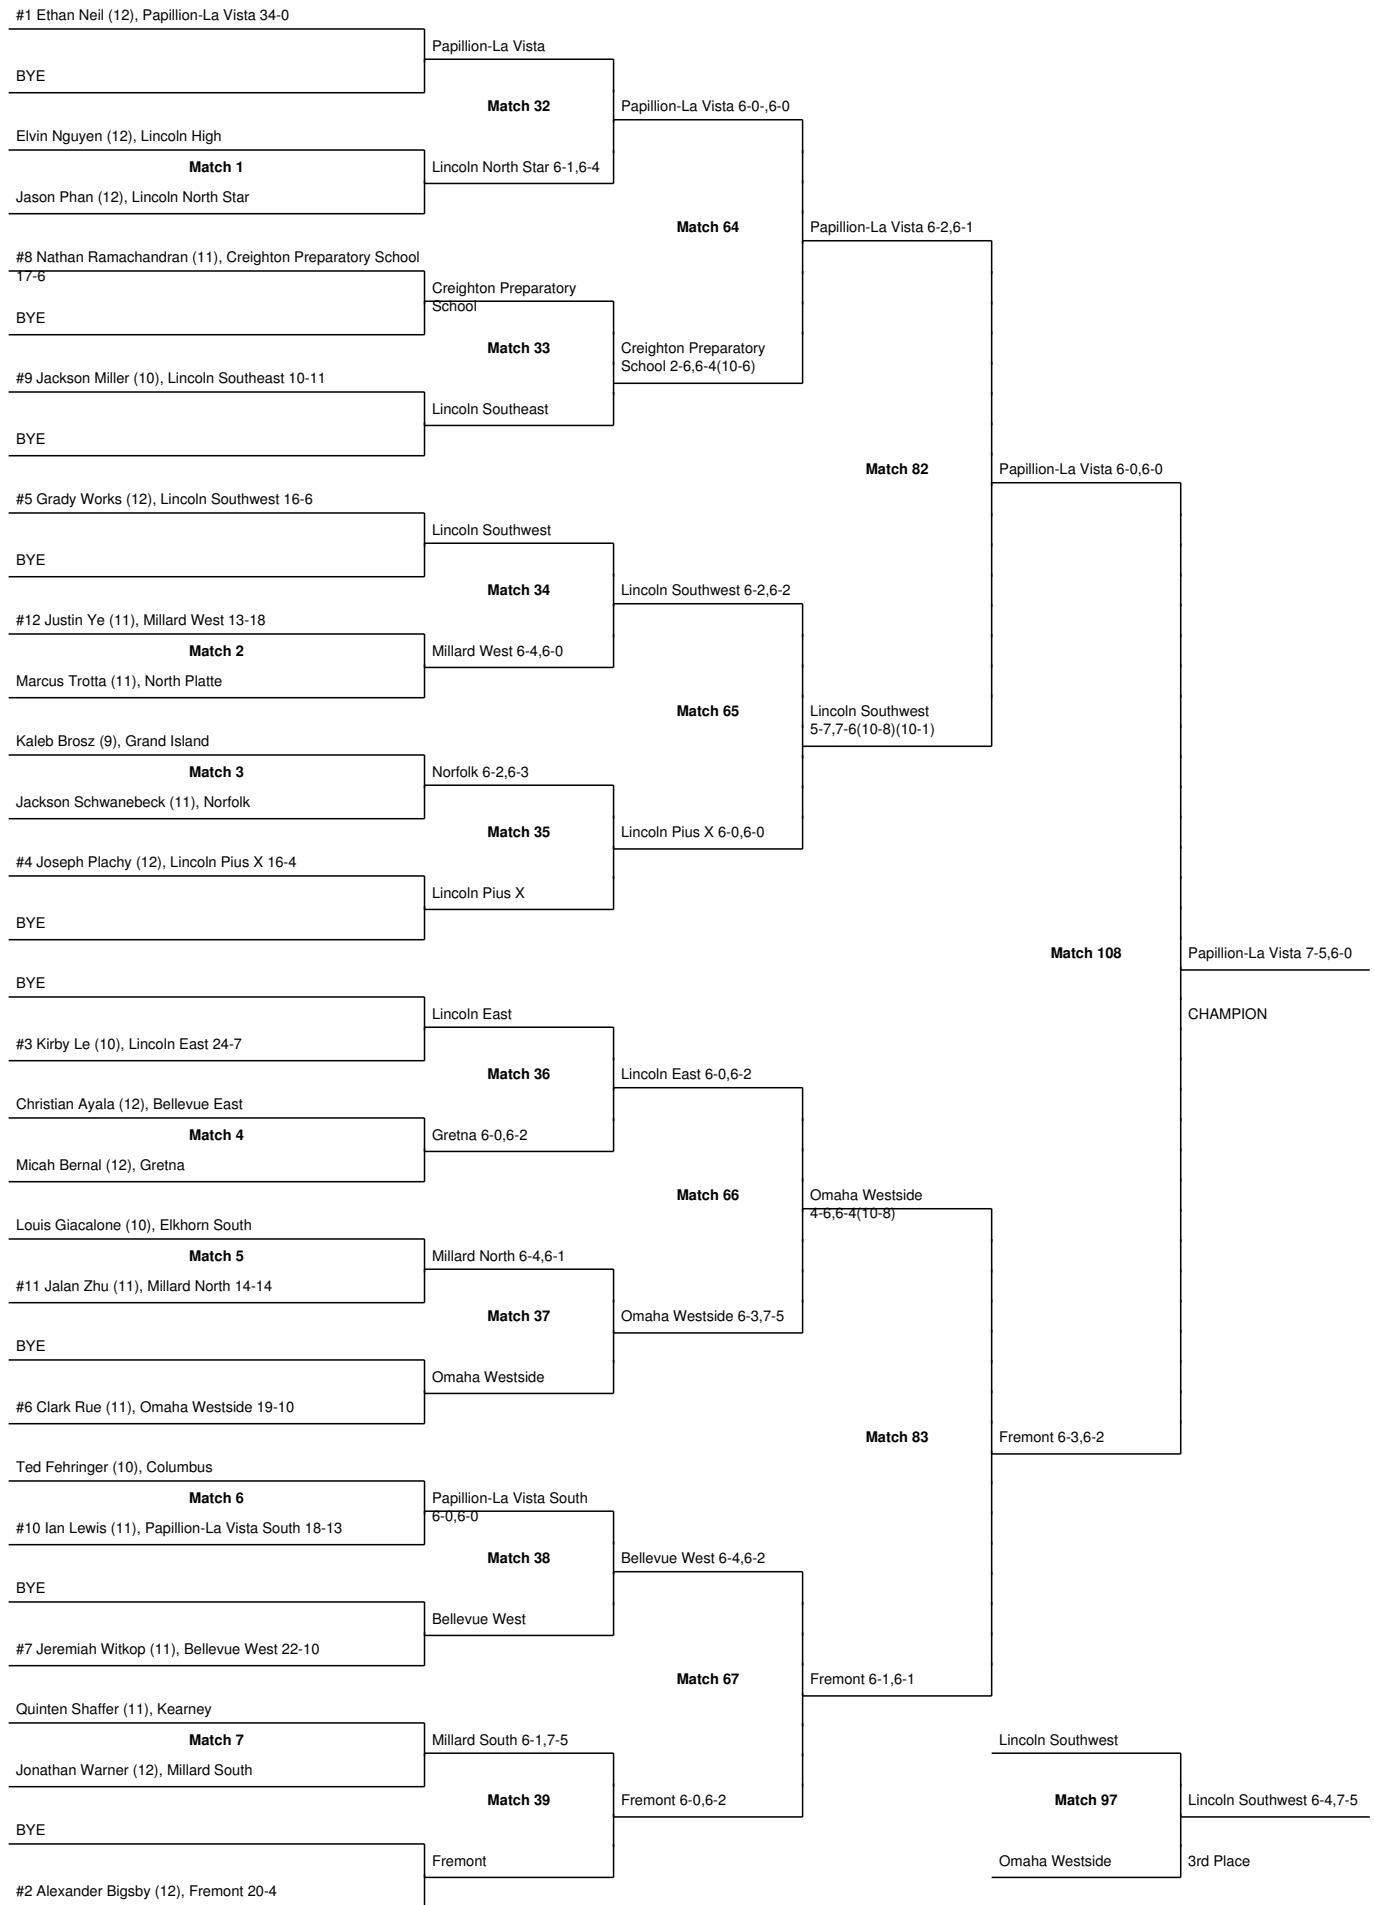 #1 Ethan Neil (12), Papillion-La Vista 34-0
Papillion-La Vista
BYE
Match 32
Papillion-La Vista 6-0-,6-0
Elvin Nguyen (12), Lincoln High
Match 1
Lincoln North Star 6-1,6-4
Jason Phan (12), Lincoln North Star
Match 64
Papillion-La Vista 6-2,6-1
#8 Nathan Ramachandran (11), Creighton Preparatory School
17-6
Creighton Preparatory
School
BYE
Match 33
Creighton Preparatory
School 2-6,6-4(10-6)
#9 Jackson Miller (10), Lincoln Southeast 10-11
Lincoln Southeast
BYE
Match 82
Papillion-La Vista 6-0,6-0
#5 Grady Works (12), Lincoln Southwest 16-6
Lincoln Southwest
BYE
Match 34
Lincoln Southwest 6-2,6-2
#12 Justin Ye (11), Millard West 13-18
Match 2
Millard West 6-4,6-0
Marcus Trotta (11), North Platte
Match 65
Lincoln Southwest
5-7,7-6(10-8)(10-1)
Kaleb Brosz (9), Grand Island
Match 3
Norfolk 6-2,6-3
Jackson Schwanebeck (11), Norfolk
Match 35
Lincoln Pius X 6-0,6-0
#4 Joseph Plachy (12), Lincoln Pius X 16-4
Lincoln Pius X
BYE
Match 108
Papillion-La Vista 7-5,6-0
BYE
Lincoln East
CHAMPION
#3 Kirby Le (10), Lincoln East 24-7
Match 36
Lincoln East 6-0,6-2
Christian Ayala (12), Bellevue East
Match 4
Gretna 6-0,6-2
Micah Bernal (12), Gretna
Match 66
Omaha Westside
4-6,6-4(10-8)
Louis Giacalone (10), Elkhorn South
Match 5
Millard North 6-4,6-1
#11 Jalan Zhu (11), Millard North 14-14
Match 37
Omaha Westside 6-3,7-5
BYE
Omaha Westside
#6 Clark Rue (11), Omaha Westside 19-10
Match 83
Fremont 6-3,6-2
Ted Fehringer (10), Columbus
Match 6
Papillion-La Vista South
6-0,6-0
#10 Ian Lewis (11), Papillion-La Vista South 18-13
Match 38
Bellevue West 6-4,6-2
BYE
Bellevue West
#7 Jeremiah Witkop (11), Bellevue West 22-10
Match 67
Fremont 6-1,6-1
Quinten Shaffer (11), Kearney
Match 7
Millard South 6-1,7-5
Lincoln Southwest
Jonathan Warner (12), Millard South
Match 39
Fremont 6-0,6-2
Match 97
Lincoln Southwest 6-4,7-5
BYE
Fremont
Omaha Westside
3rd Place
#2 Alexander Bigsby (12), Fremont 20-4